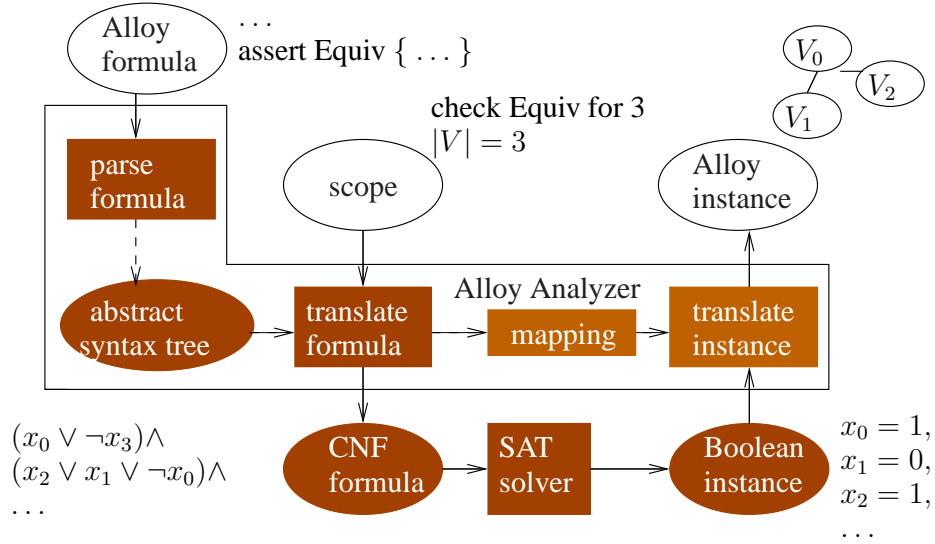 Alloy
formula
. . .
assert Equiv { . . . }
V₀
V₂
V₁
check Equiv for 3
|V| = 3
parse
formula
scope
Alloy
instance
Alloy Analyzer
abstract
syntax tree
translate
formula
mapping
translate
instance
(x₀ ∨ ¬x₃)∧
(x₂ ∨ x₁ ∨ ¬x₀)∧
. . .
CNF
formula
SAT
solver
Boolean
instance
x₀ = 1,
x₁ = 0,
x₂ = 1,
. . .